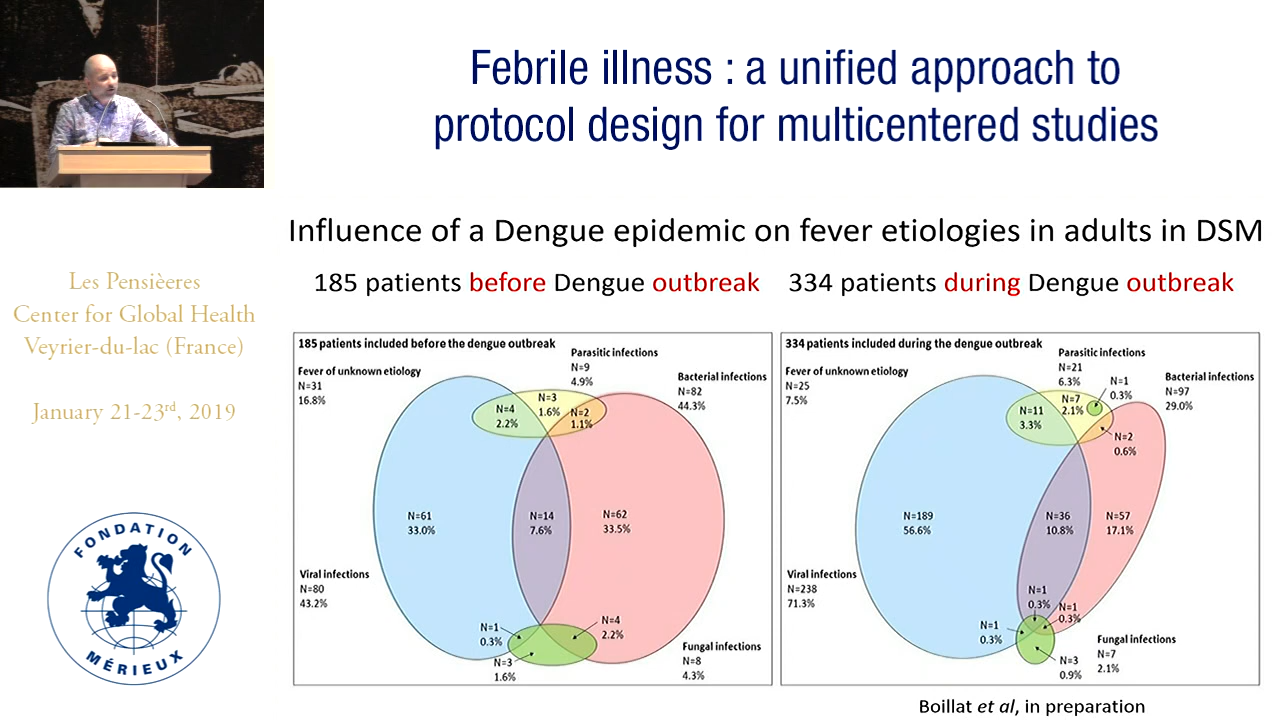 Febrile illness : a unified approach to
protocol design for multicentered studies
Les Pensièeres
Center for Global Health
Veyrier-du-lac (France)
January 21-23rd, 2019
FONDATION
MÉRIEUX
Influence of a Dengue epidemic on fever etiologies in adults in DSM
185 patients before Dengue outbreak
334 patients during Dengue outbreak
185 patients included before the dengue outbreak
Fever of unknown etiology
N=31
16.8%
Parasitic infections
N=9
4.9%
Bacterial infections
N=82
44.3%
N=3
1.6%
N=4
2.2%
N=2
1.1%
N=61
33.0%
N=14
7.6%
N=62
33.5%
Viral infections
N=80
43.2%
N=1
0.3%
N=4
2.2%
N=3
1.6%
Fungal infections
N=8
4.3%
334 patients included during the dengue outbreak
Fever of unknown etiology
N=25
7.5%
Parasitic infections
N=21
6.3%
N=1
0.3%
Bacterial infections
N=97
29.0%
N=7
2.1%
N=11
3.3%
N=2
0.6%
N=189
56.6%
N=36
10.8%
N=57
17.1%
Viral infections
N=238
71.3%
N=1
0.3%
N=1
0.3%
N=1
0.3%
N=3
0.9%
Fungal infections
N=7
2.1%
Boillat et al, in preparation